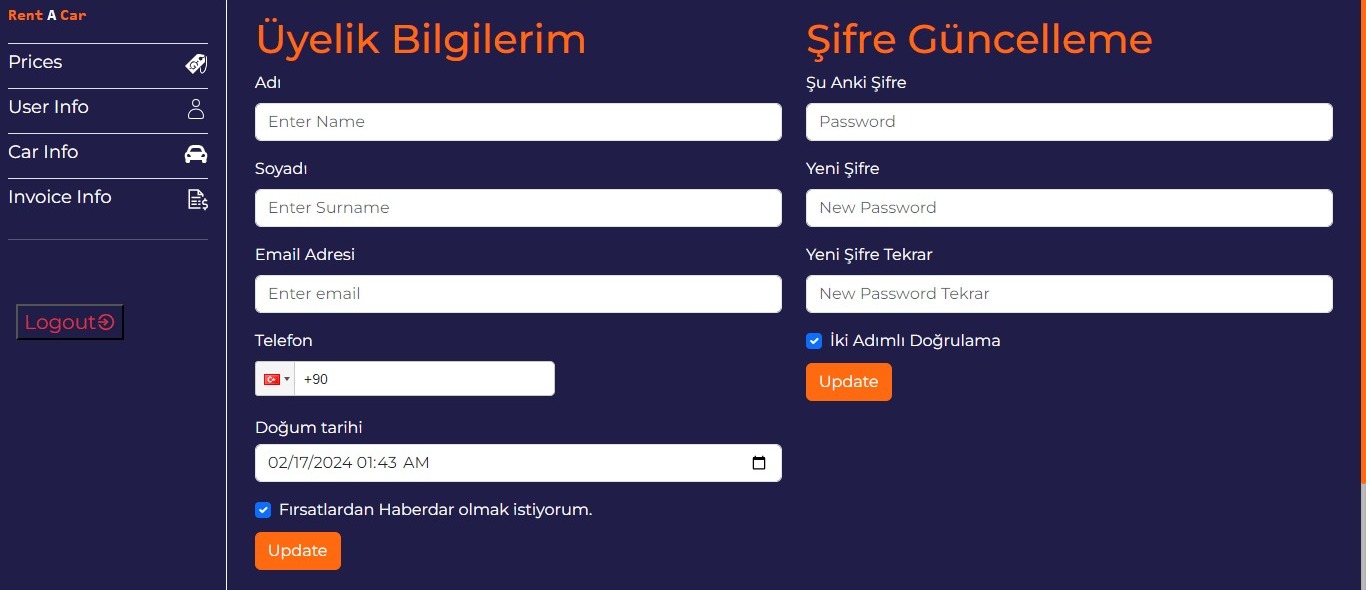 Rent A Car
Prices
User Info
Car Info
Invoice Info
Logout
Üyelik Bilgilerim
Adı
Enter Name
Soyadı
Enter Surname
Email Adresi
Enter email
Telefon
+90
Doğum tarihi
02/17/2024 01:43 AM
Fırsatlardan Haberdar olmak istiyorum.
Update
Şifre Güncelleme
Şu Anki Şifre
Password
Yeni Şifre
New Password
Yeni Şifre Tekrar
New Password Tekrar
İki Adımlı Doğrulama
Update